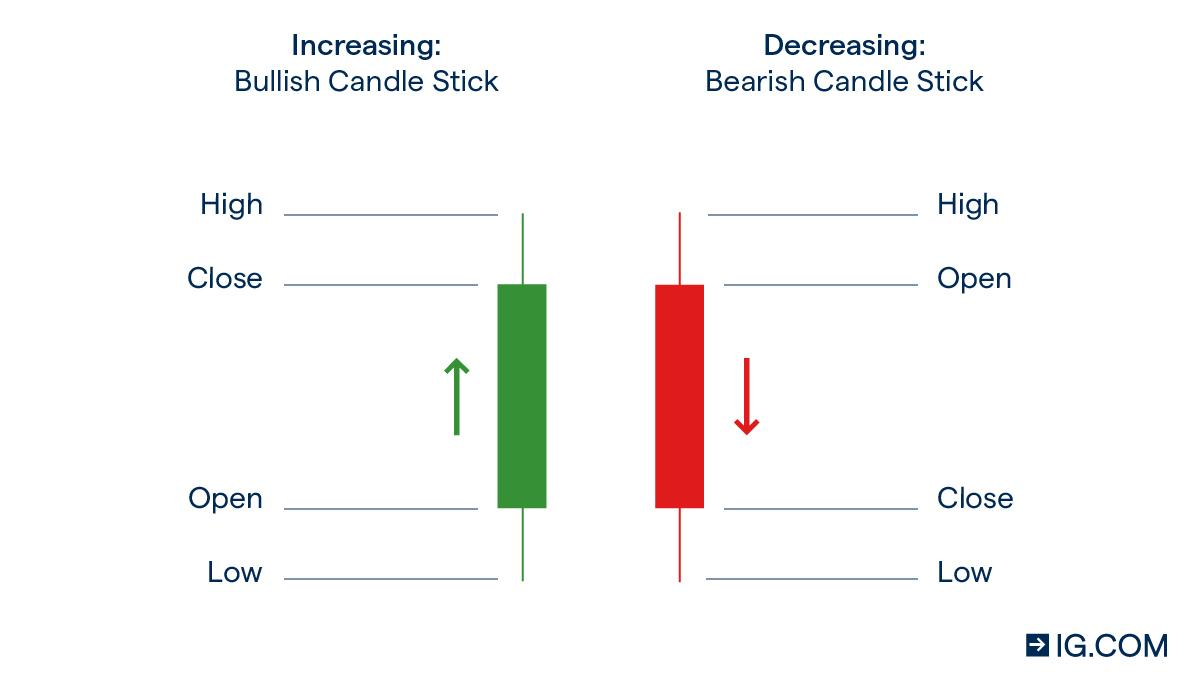 Increasing:
Bullish Candle Stick
High
Close
Open
Low
Decreasing:
Bearish Candle Stick
High
Open
Close
Low
IG.COM